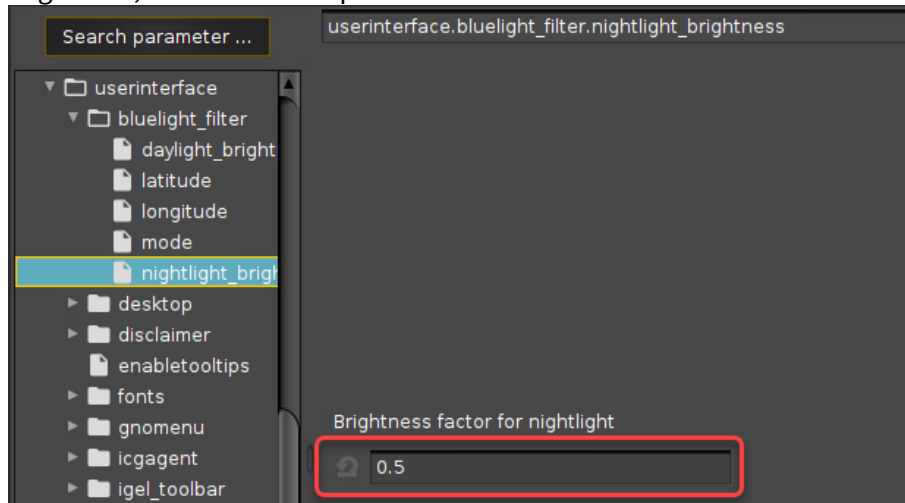 Search parameter ...
userinterface.bluelight_filter.nightlight_brightness
userinterface
bluelight_filter
daylight_bright
latitude
longitude
mode
nightlight_brigh
desktop
disclaimer
enabletooltips
fonts
gnomenu
icgagent
igel_toolbar
Brightness factor for nightlight
0.5